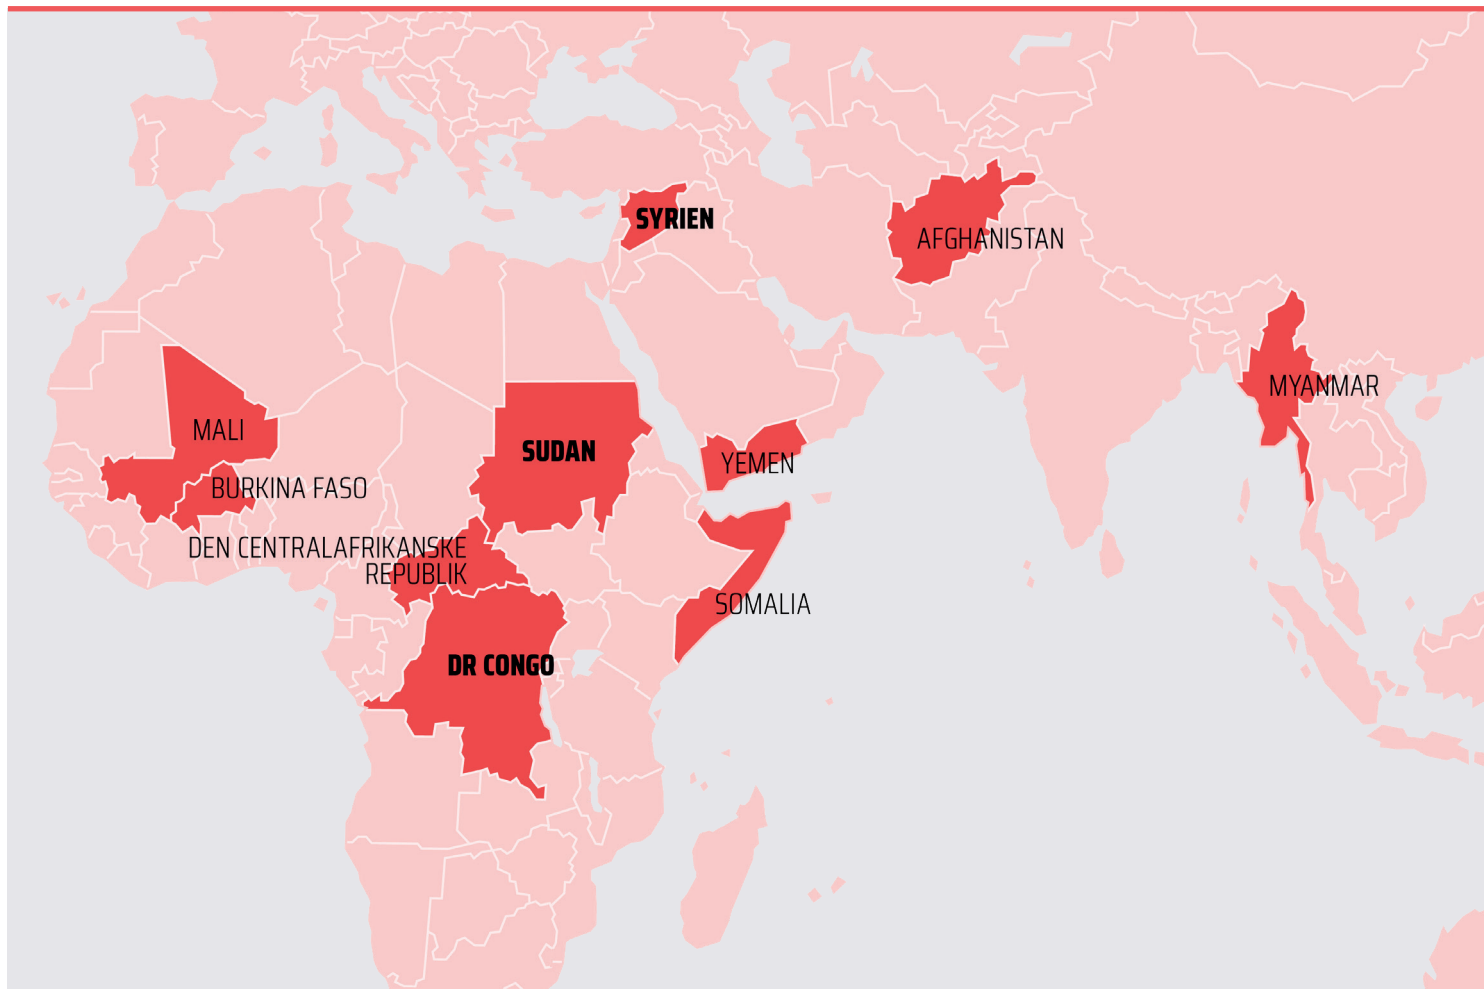 SYRIEN
AFGHANISTAN
MYANMAR
MALI
SUDAN
YEMEN
BURKINA FASO
DEN CENTRALAFRIKANSKE
REPUBLIK
SOMALIA
DR CONGO